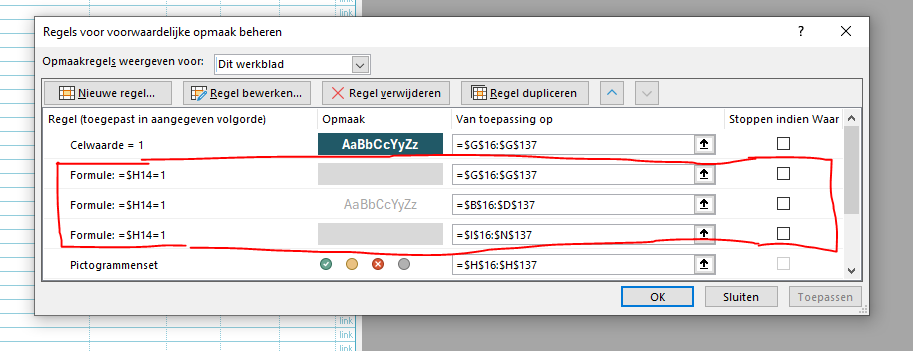 link
Regels voor voorwaardelijke opmaak beheren
Opmaakregels weergeven voor: Dit werkblad
Nieuwe regel... Regel bewerken... Regel verwijderen Regel dupliceren
Regel (toegepast in aangegeven volgorde) Opmaak Van toepassing op Stoppen indien Waar
Celwaarde = 1 AaBbCcYyZz =$G$16:$G$137
Formule: =$H14=1 =$G$16:$G$137
Formule: =$H14=1 AaBbCcYyZz =$B$16:$D$137
Formule: =$H14=1 =$I$16:$N$137
Pictogrammenset =$H$16:$H$137
OK Sluiten Toepassen
link
link
link